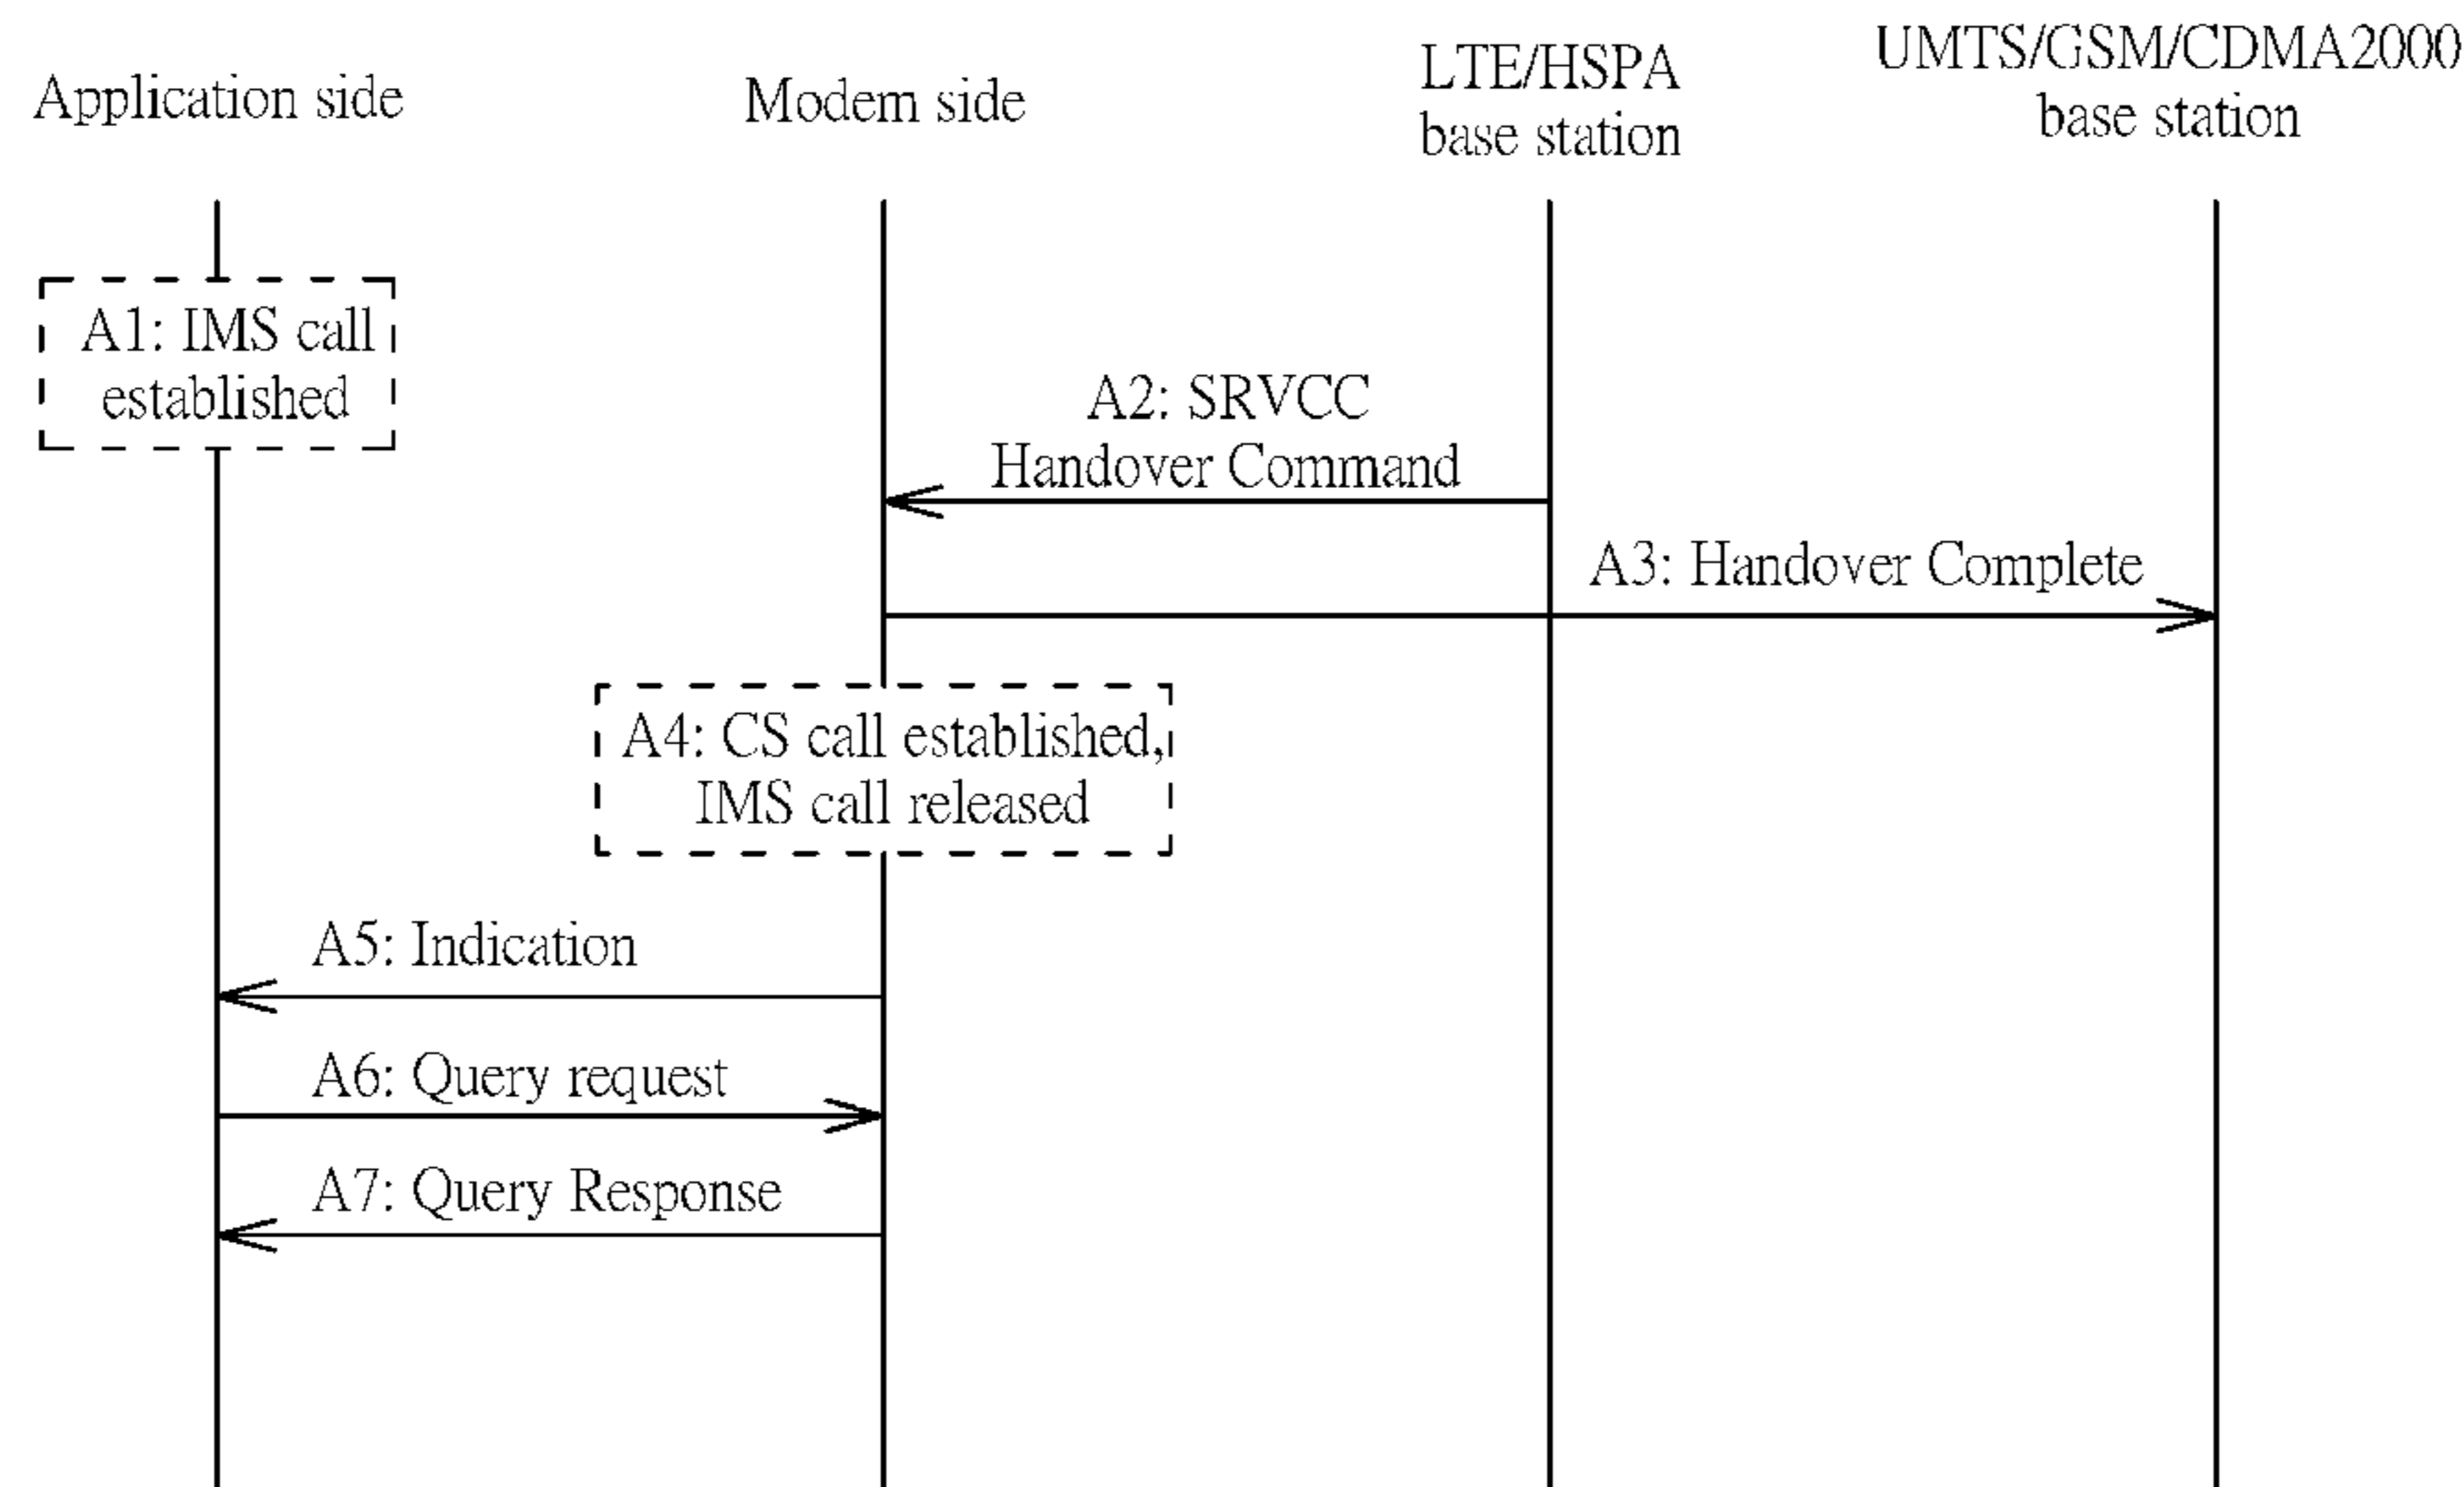 Application side
Modem side
LTE/HSPA
base station
UMTS/GSM/CDMA2000
base station
A1: IMS call
established
A2: SRVCC
Handover Command
A3: Handover Complete
A4: CS call established,
IMS call released
A5: Indication
A6: Query request
A7: Query Response